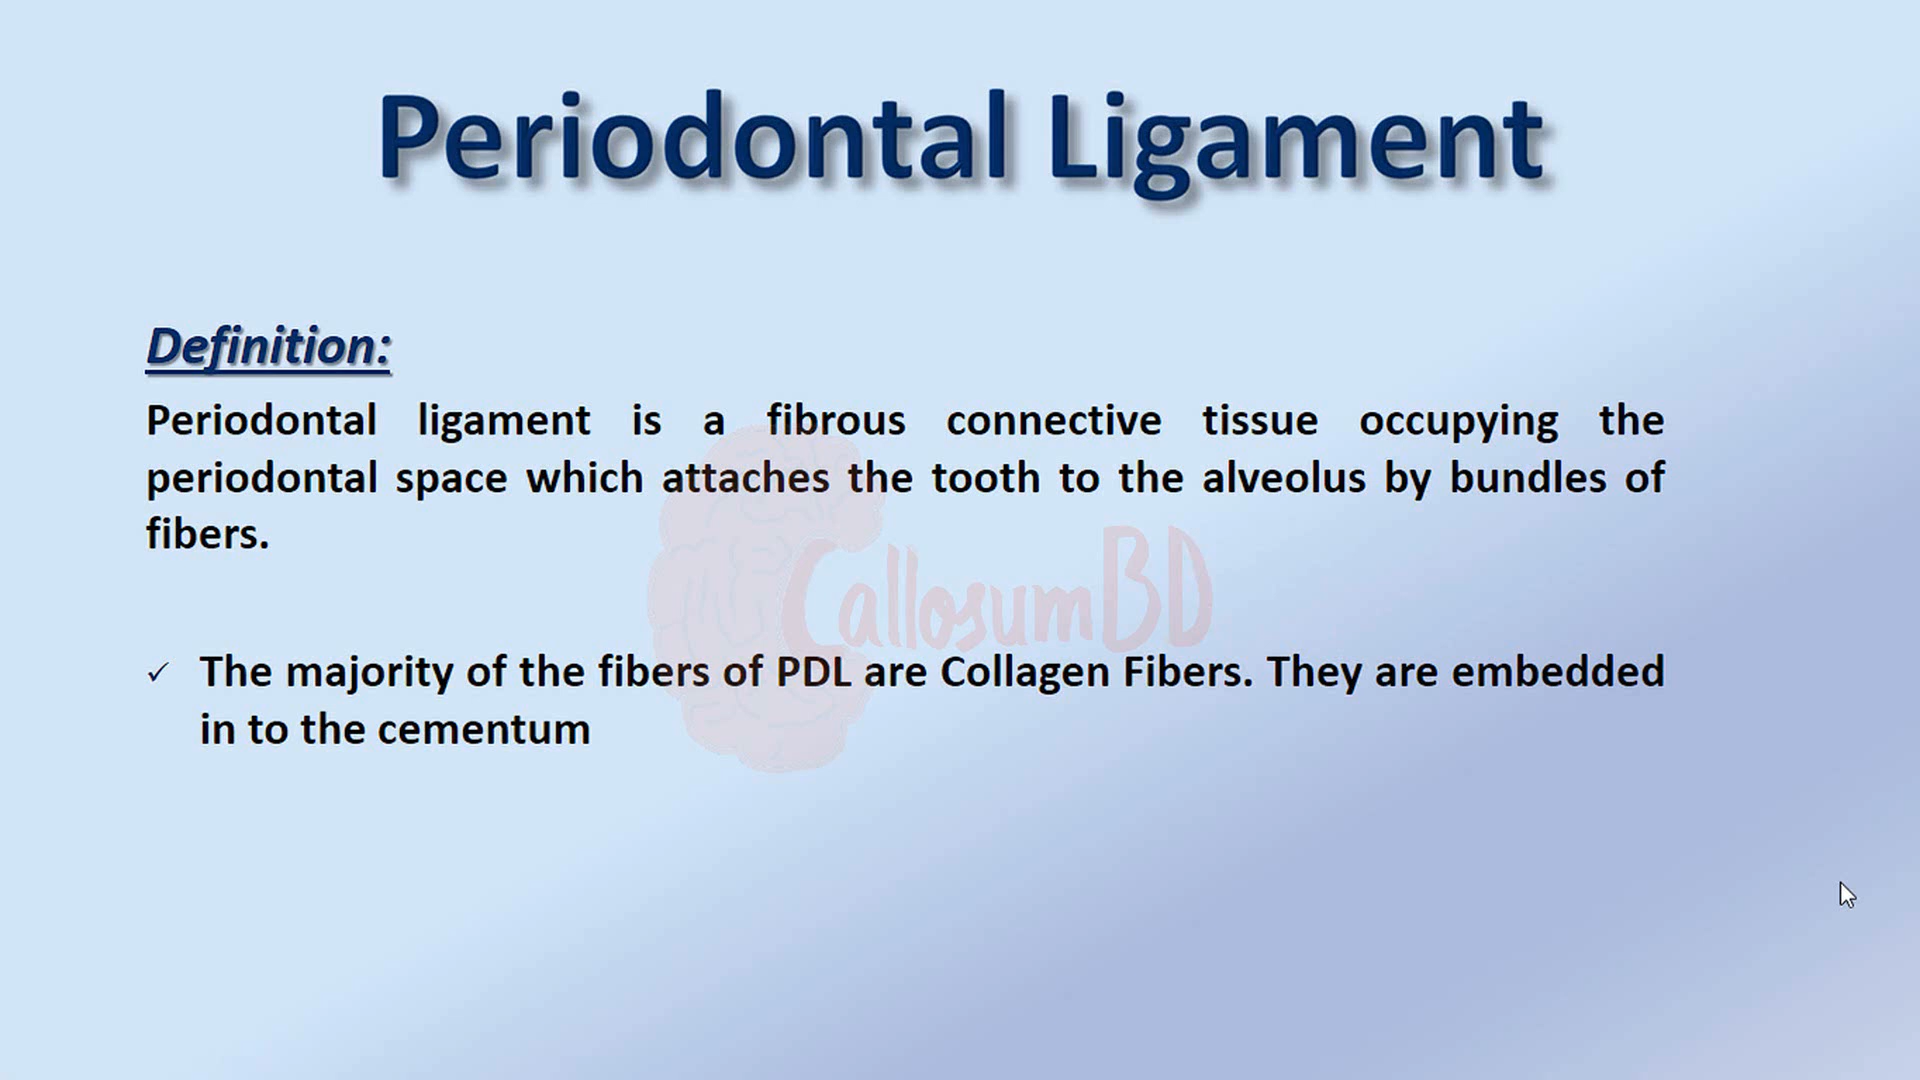 Periodontal Ligament
Definition:
Periodontal ligament is a fibrous connective tissue occupying the
periodontal space which attaches the tooth to the alveolus by bundles of
fibers.
CallosumBD
✓ The majority of the fibers of PDL are Collagen Fibers. They are embedded
in to the cementum